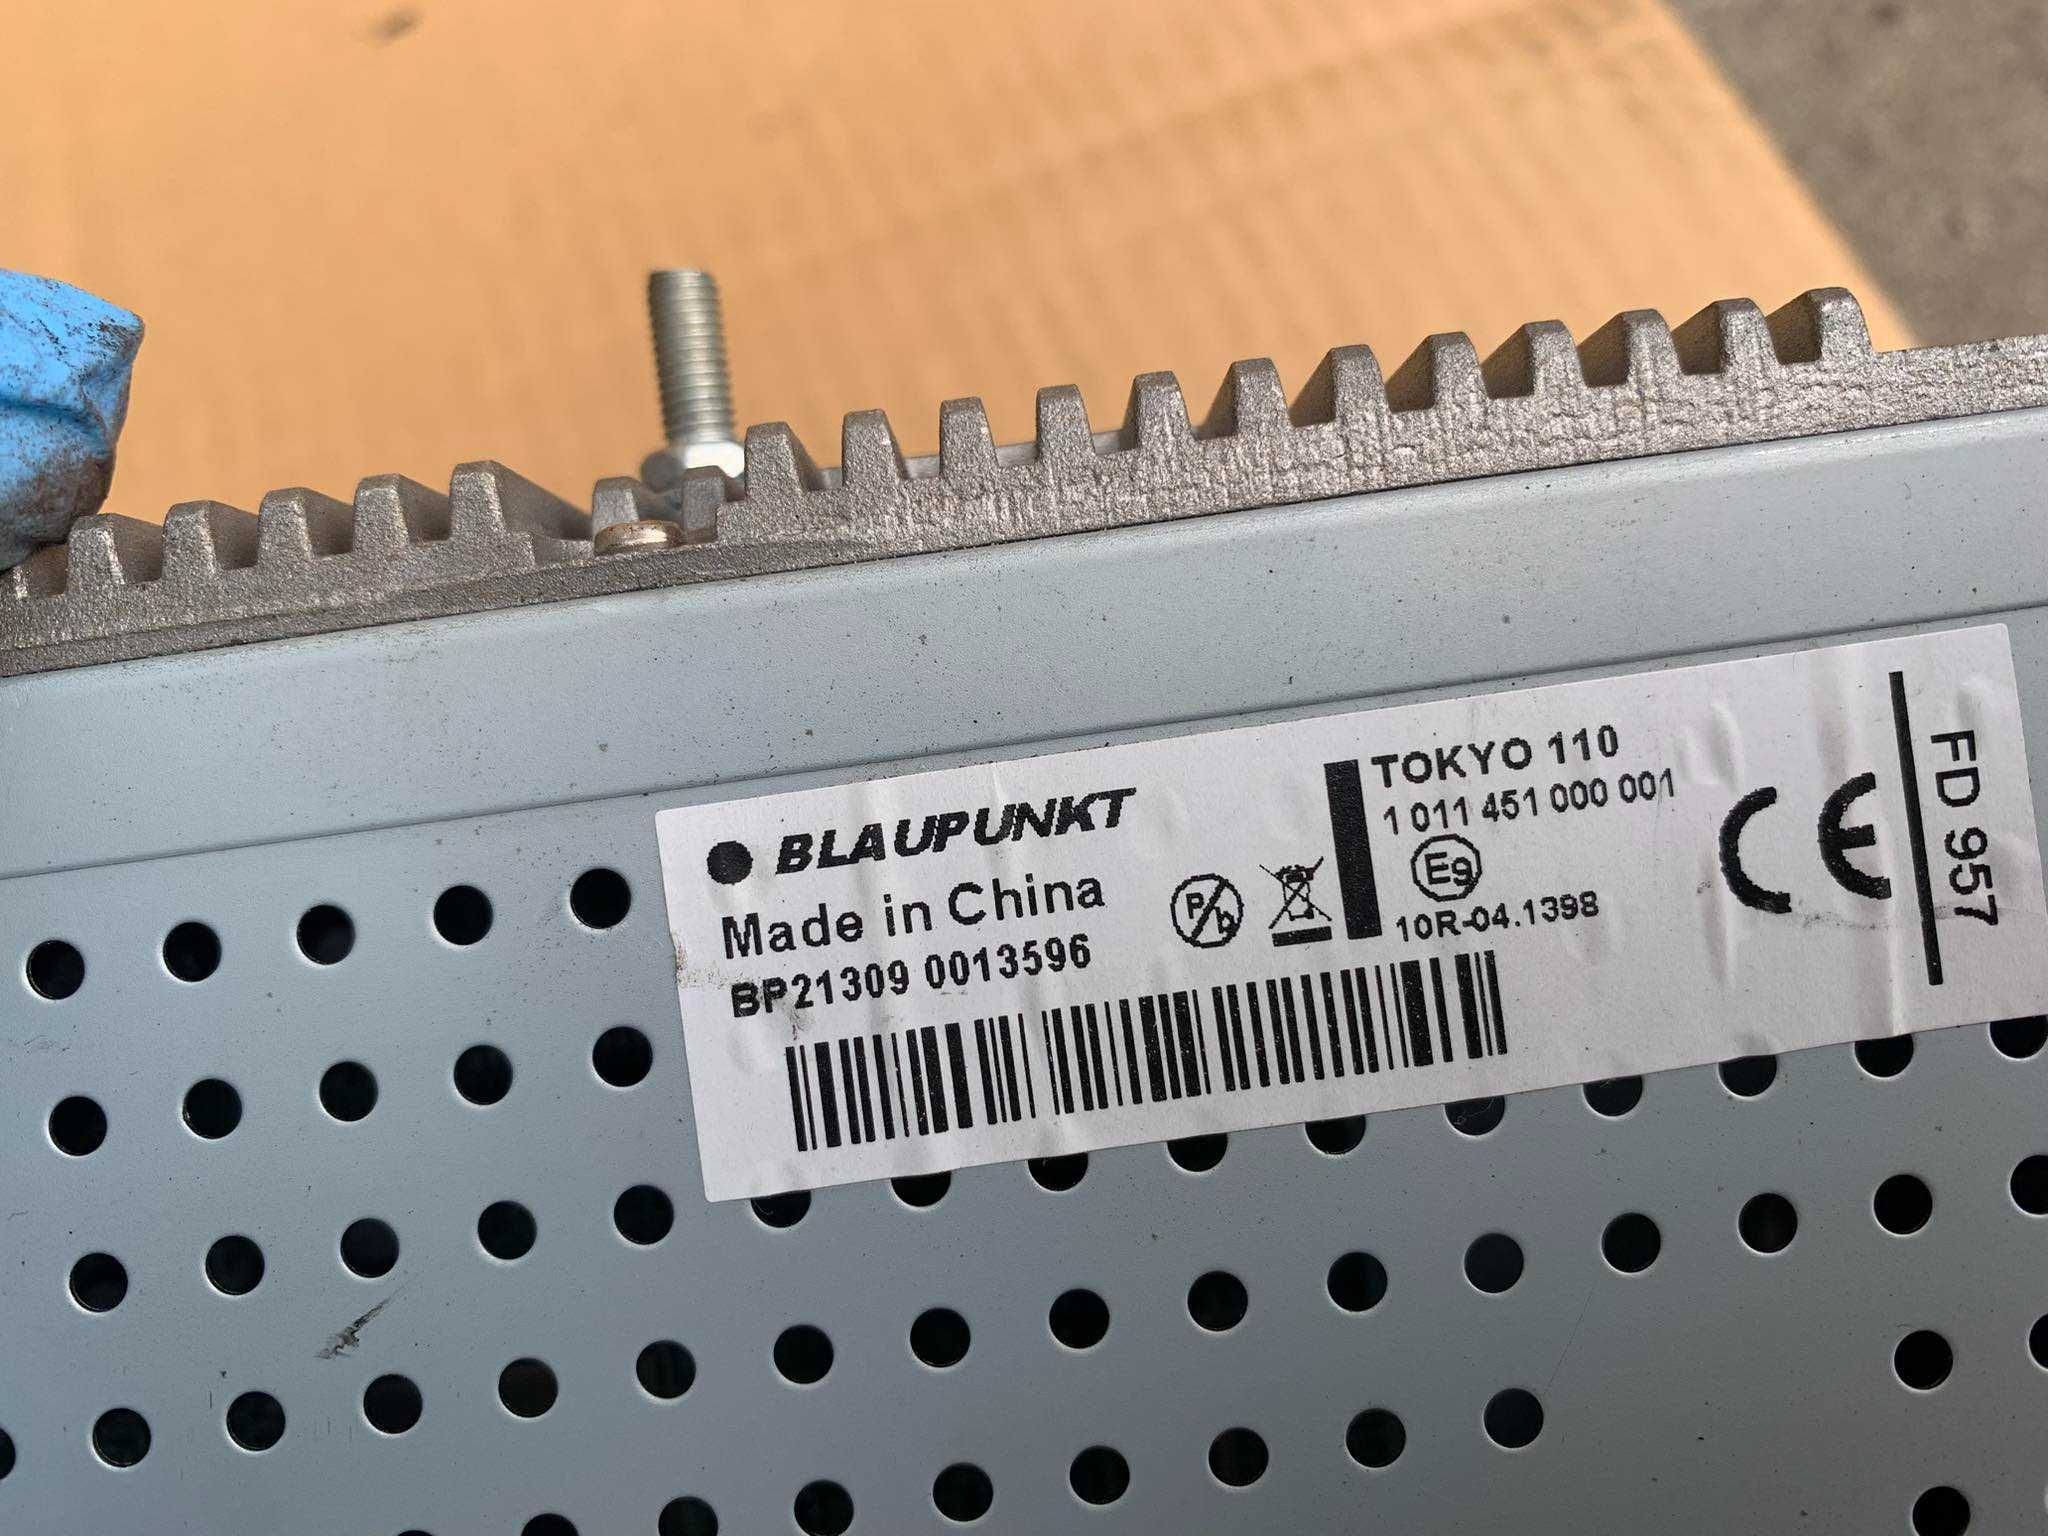 BLAUPUNKT
Made in China
BP21309 0013596
Pb
TOKYO 110
1 011 451 000 001
E9
10R-04.1398
CE
FD 957